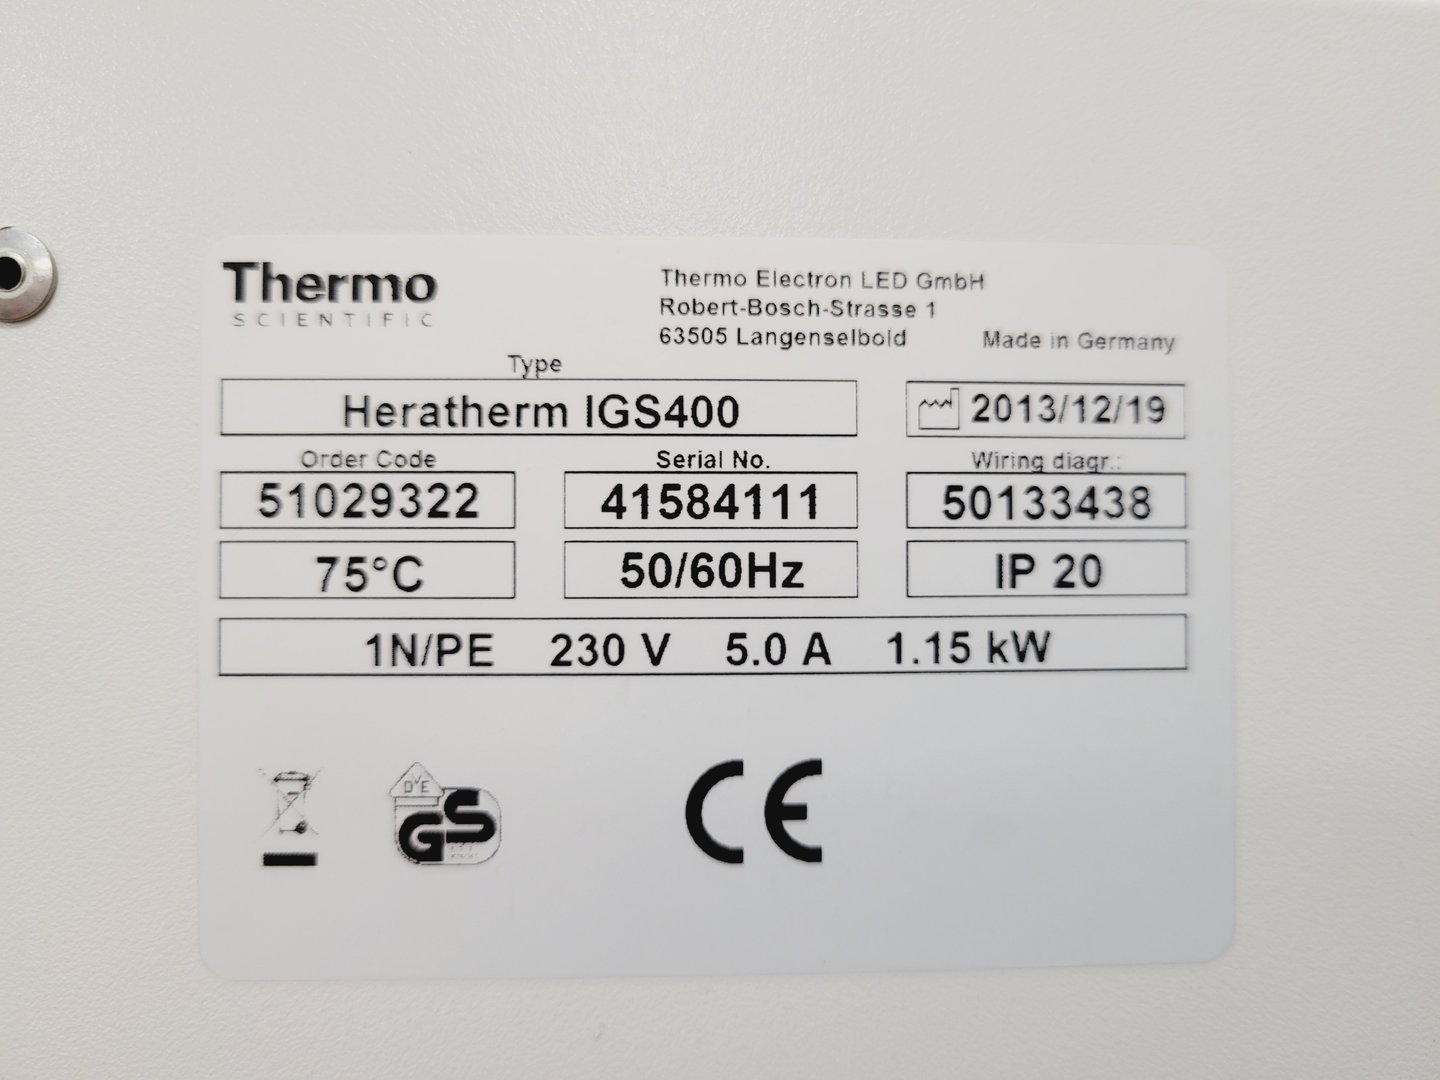 Thermo
SCIENTIFIC
Thermo Electron LED GmbH
Robert-Bosch-Strasse 1
63505 Langenselbold
Made in Germany
Type
Heratherm IGS400
2013/12/19
Order Code
Serial No.
Wiring diagr.:
51029322
41584111
50133438
75°C
50/60Hz
IP 20
1N/PE 230 V 5.0 A 1.15 kW
DVE
GS
CE